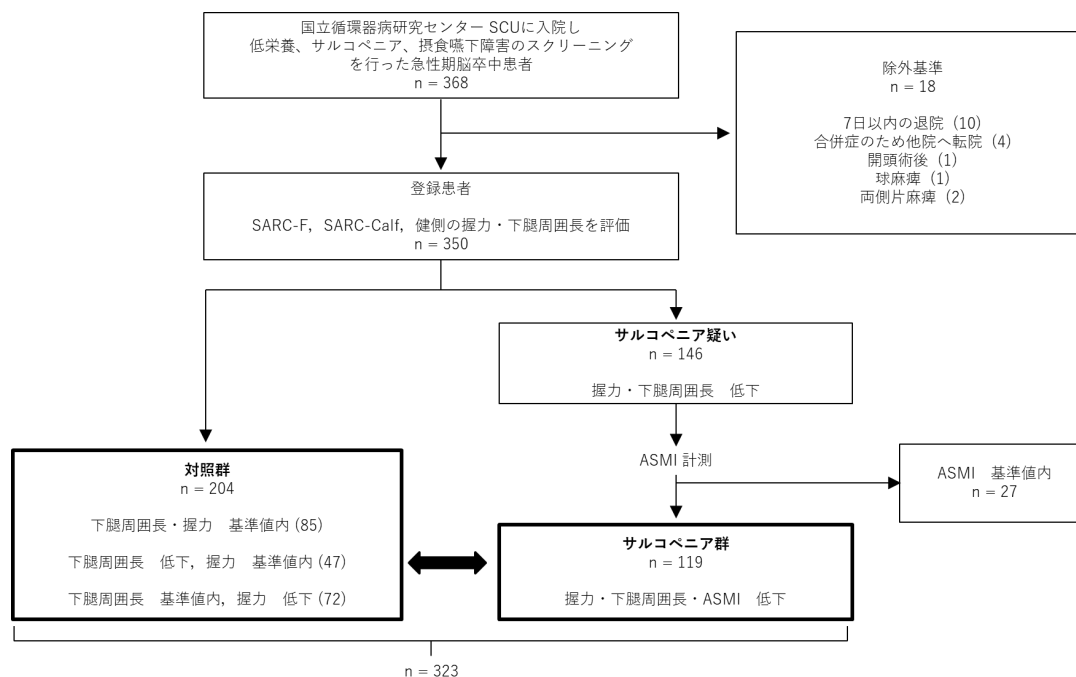 国立循環器病研究センター SCUに入院し
低栄養、サルコペニア、摂食嚥下障害のスクリーニング
を行った急性期脳卒中患者
n = 368
除外基準
n = 18
7日以内の退院（10）
合併症のため他院へ転院（4）
開頭術後（1）
球麻痺（1）
両側片麻痺（2）
登録患者
SARC-F，SARC-Calf，健側の握力・下腿周囲長を評価
n = 350
サルコペニア疑い
n = 146
握力・下腿周囲長　低下
ASMI 計測
ASMI　基準値内
n = 27
対照群
n = 204
下腿周囲長・握力　基準値内 (85)
下腿周囲長　低下，握力　基準値内 (47)
下腿周囲長　基準値内，握力　低下 (72)
サルコペニア群
n = 119
握力・下腿周囲長・ASMI　低下
n = 323